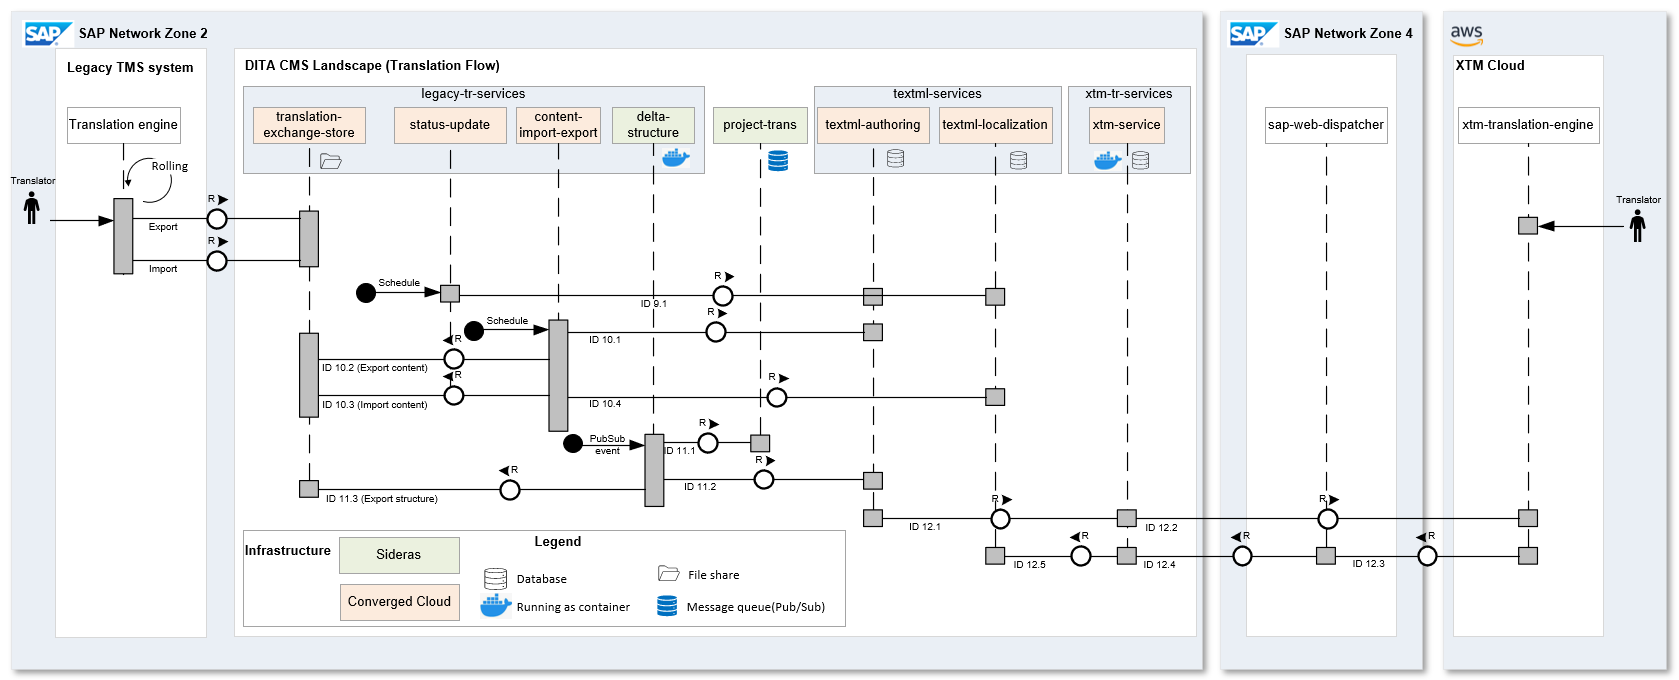 SAP
SAP Network Zone 2
SAP
SAP Network Zone 4
aws
Legacy TMS system
DITA CMS Landscape (Translation Flow)
XTM Cloud
legacy-tr-services
textml-services
xtm-tr-services
Translation engine
translation-
exchange-store
status-update
content-
import-export
delta-
structure
project-trans
textml-authoring
textml-localization
xtm-service
sap-web-dispatcher
xtm-translation-engine
Rolling
Translator
Translator
R
Export
R
Import
Schedule
R
ID 9.1
Schedule
R
ID 10.1
R
ID 10.2 (Export content)
R
ID 10.3 (Import content)
R
ID 10.4
PubSub
event
R
ID 11.1
R
ID 11.2
R
ID 11.3 (Export structure)
R
ID 12.1
R
ID 12.2
R
ID 12.5
R
ID 12.4
R
ID 12.3
Infrastructure
Sideras
Converged Cloud
Legend
Database
File share
Running as container
Message queue(Pub/Sub)